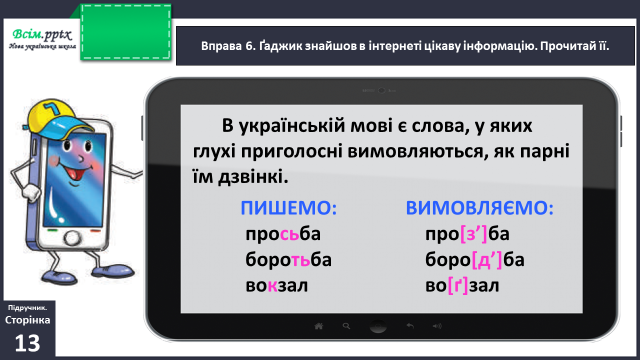 Всім.pptx
Нова українська школа
Вправа 6. Ґаджик знайшов в інтернеті цікаву інформацію. Прочитай її.
В українській мові є слова, у яких
глухі приголосні вимовляються, як парні
їм дзвінкі.
ПИШЕМО: ВИМОВЛЯЄМО:
просьба про[з’]ба
боротьба боро[д’]ба
вокзал во[ґ]зал
Підручник.
Сторінка
13